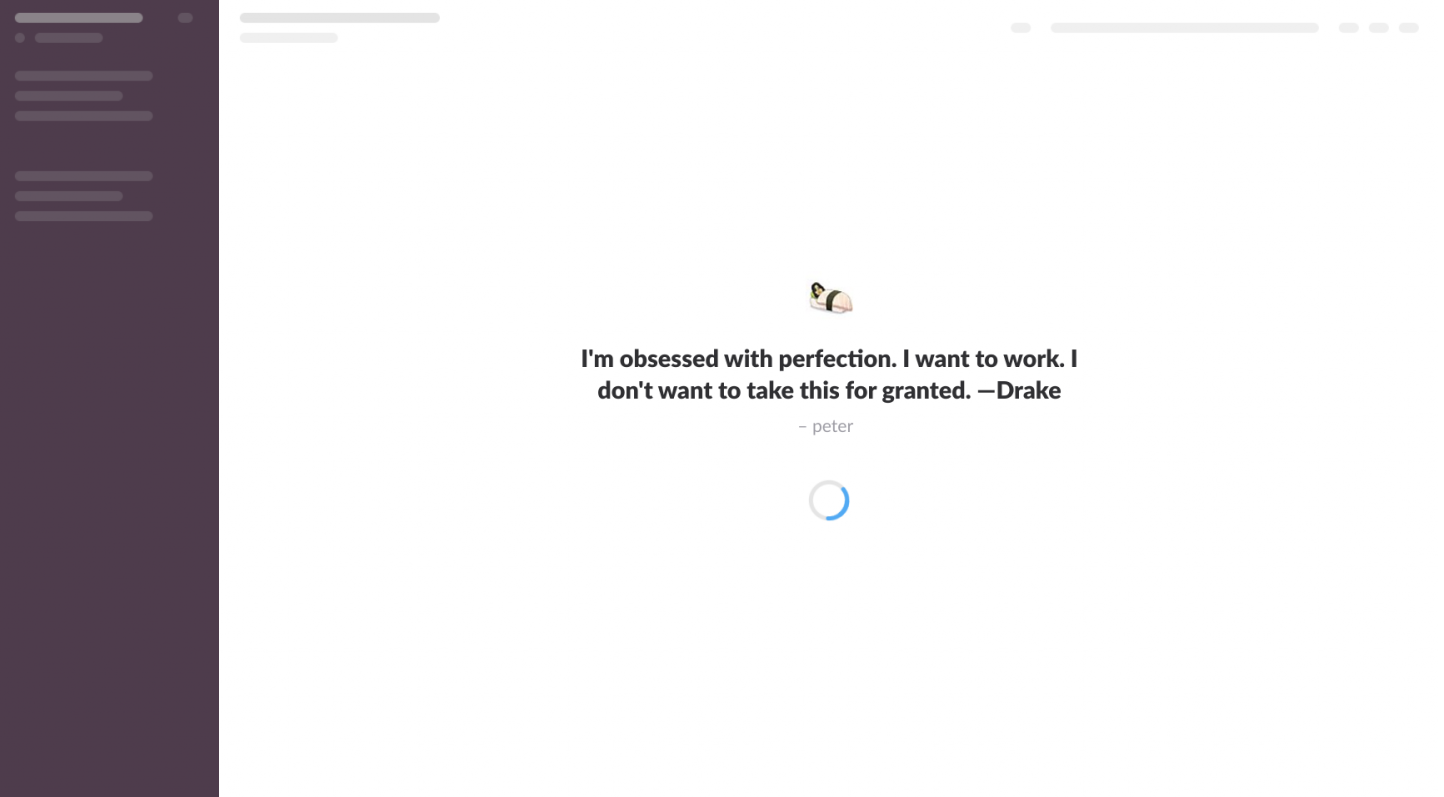 I'm obsessed with perfection. I want to work. I
don't want to take this for granted. —Drake
– peter